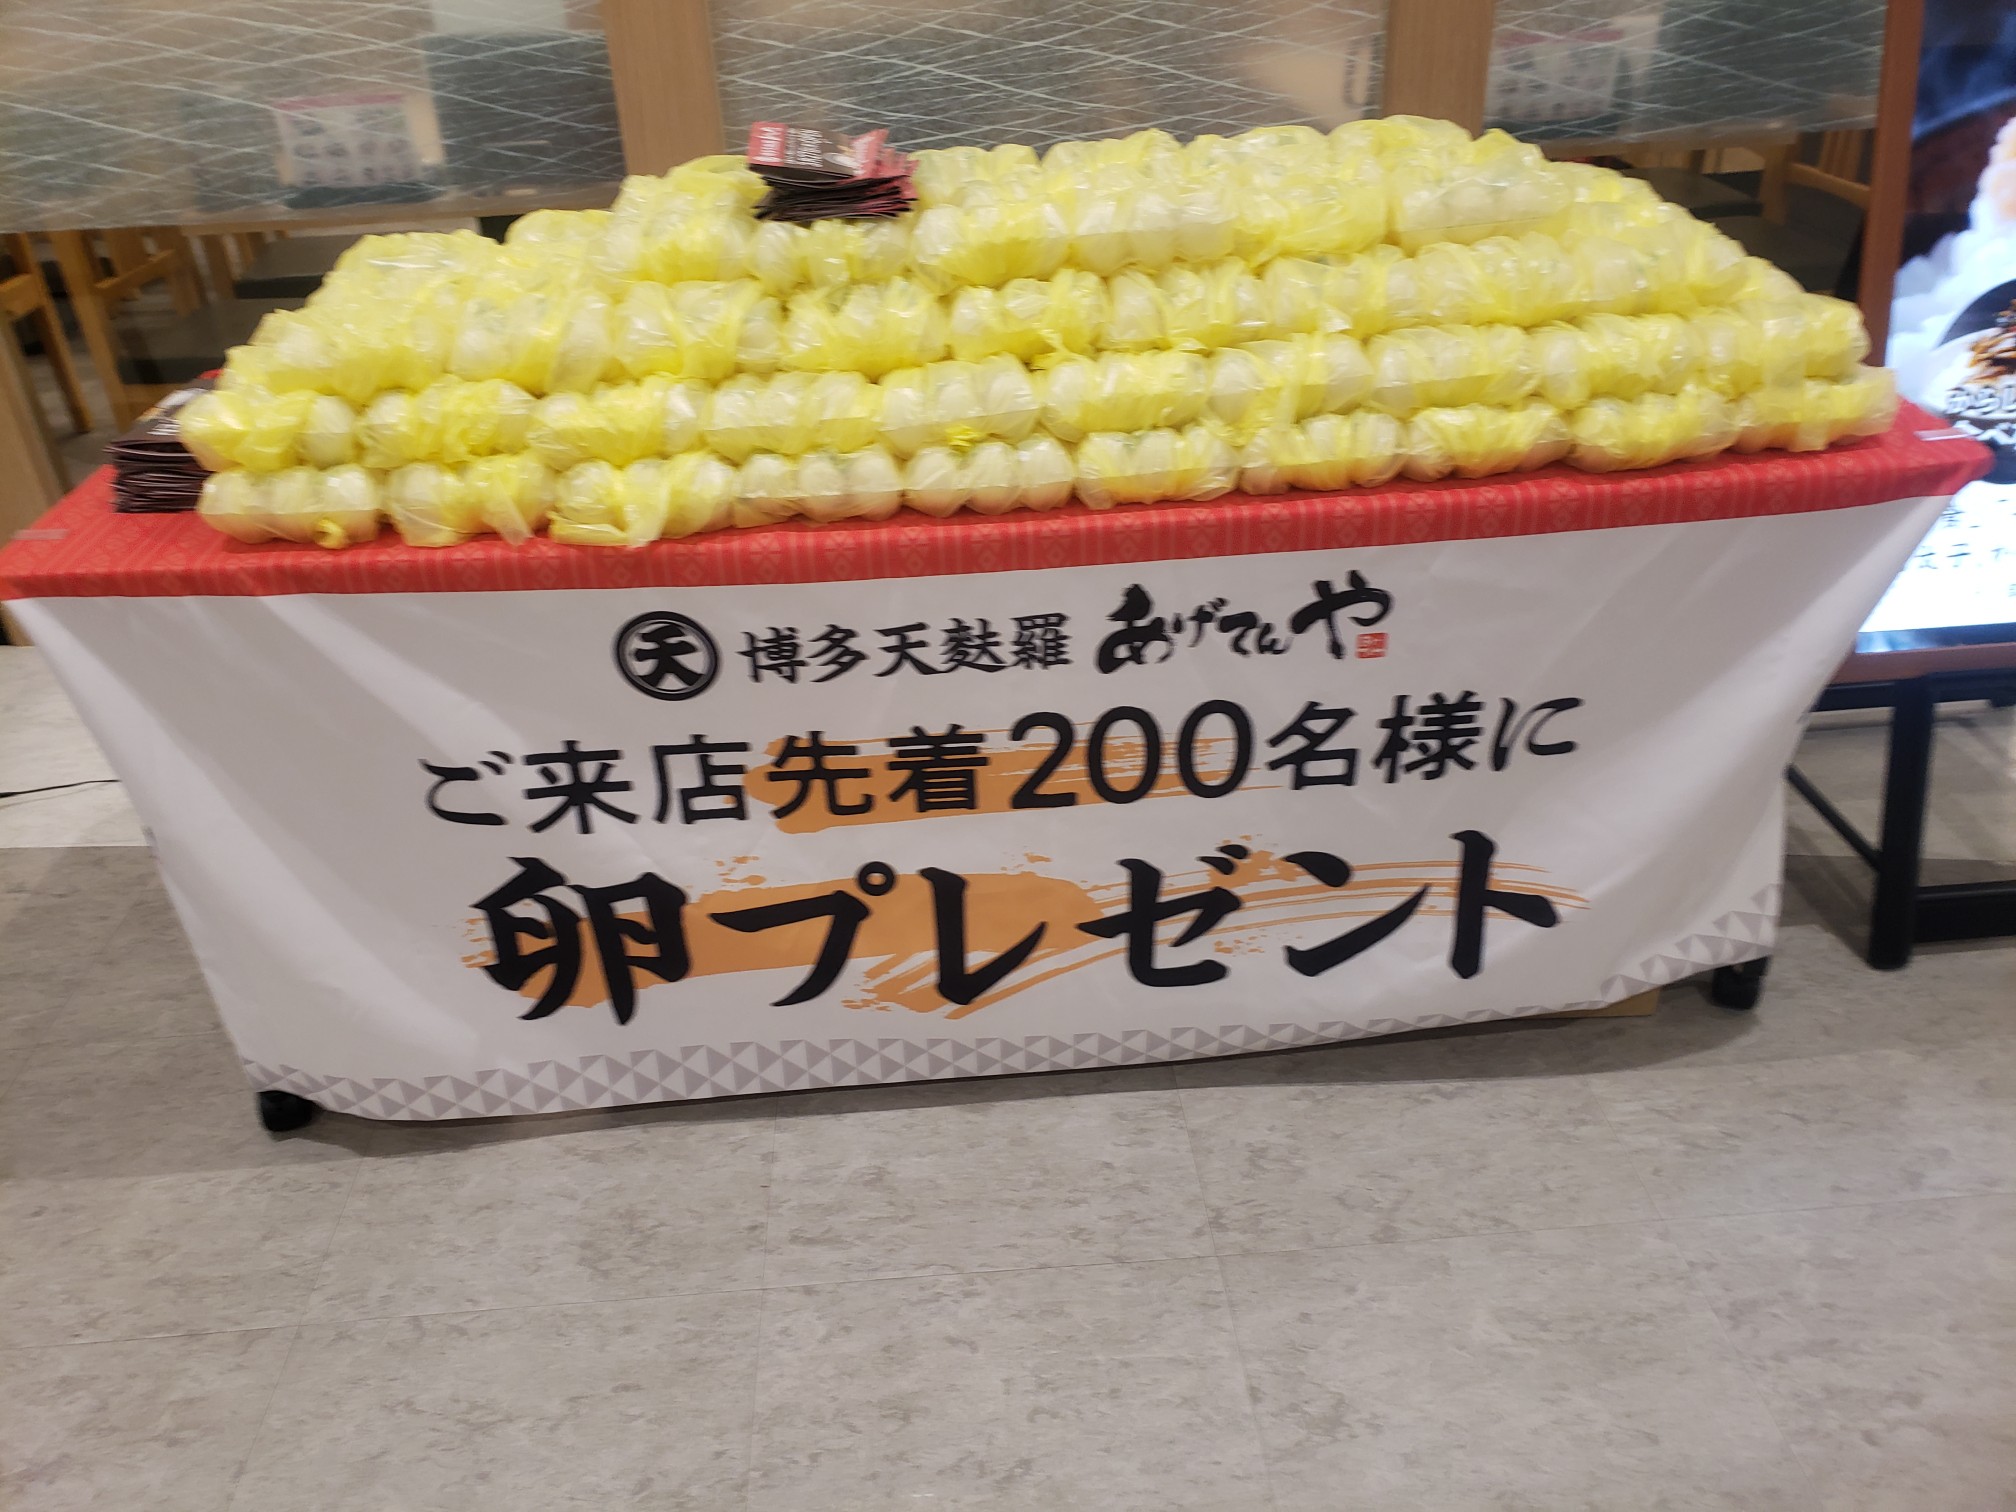 天 博多天麩羅 あげてんや
ご来店先着200名様に
卵プレゼント